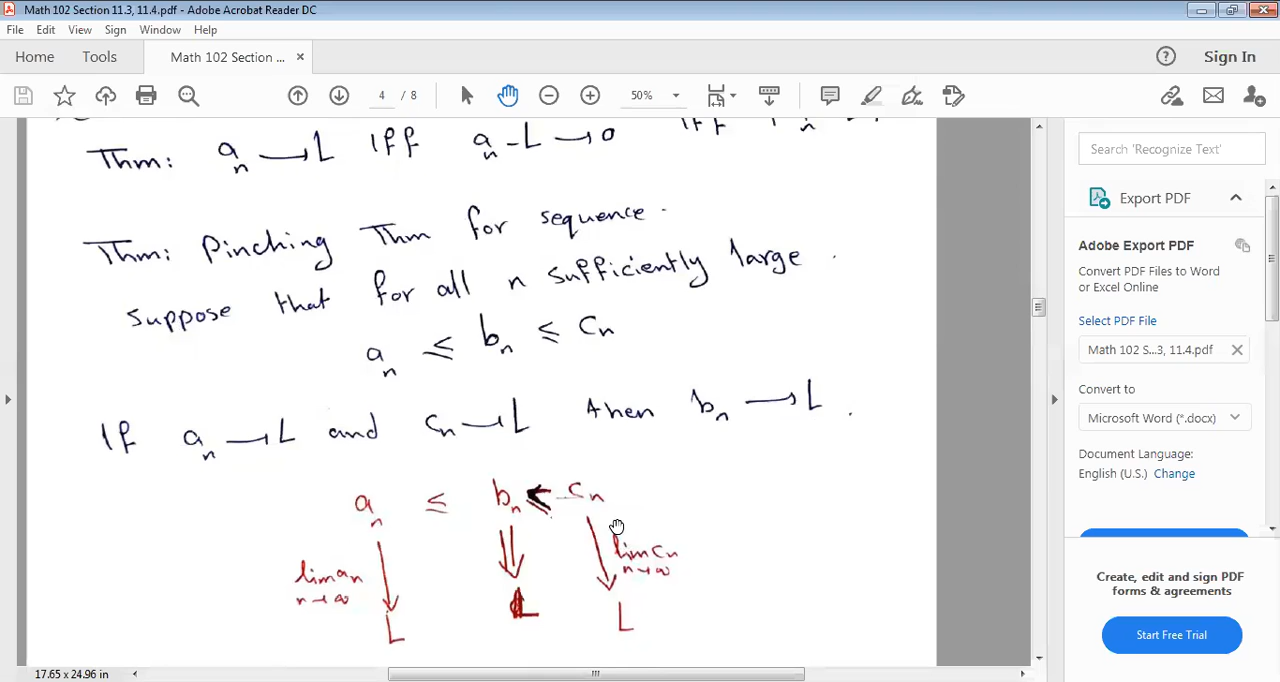 Math 102 Section 11.3, 11.4.pdf - Adobe Acrobat Reader DC
File Edit View Sign Window Help
Home Tools Math 102 Section ... × Sign In
4 / 8 50%
Thm: aₙ → L Iff aₙ - L → 0 Iff
Thm: Pinching Thm for sequence.
suppose that for all n sufficiently large.
aₙ ≤ bₙ ≤ cₙ
If aₙ → L and cₙ → L then bₙ → L.
aₙ ≤ bₙ ≤ cₙ
lim aₙ
n→∞
lim cₙ
n→∞
L L L
17.65 x 24.96 in
Search 'Recognize Text'
Export PDF
Adobe Export PDF
Convert PDF Files to Word
or Excel Online
Select PDF File
Math 102 S...3, 11.4.pdf ×
Convert to
Microsoft Word (*.docx)
Document Language:
English (U.S.) Change
Create, edit and sign PDF
forms & agreements
Start Free Trial